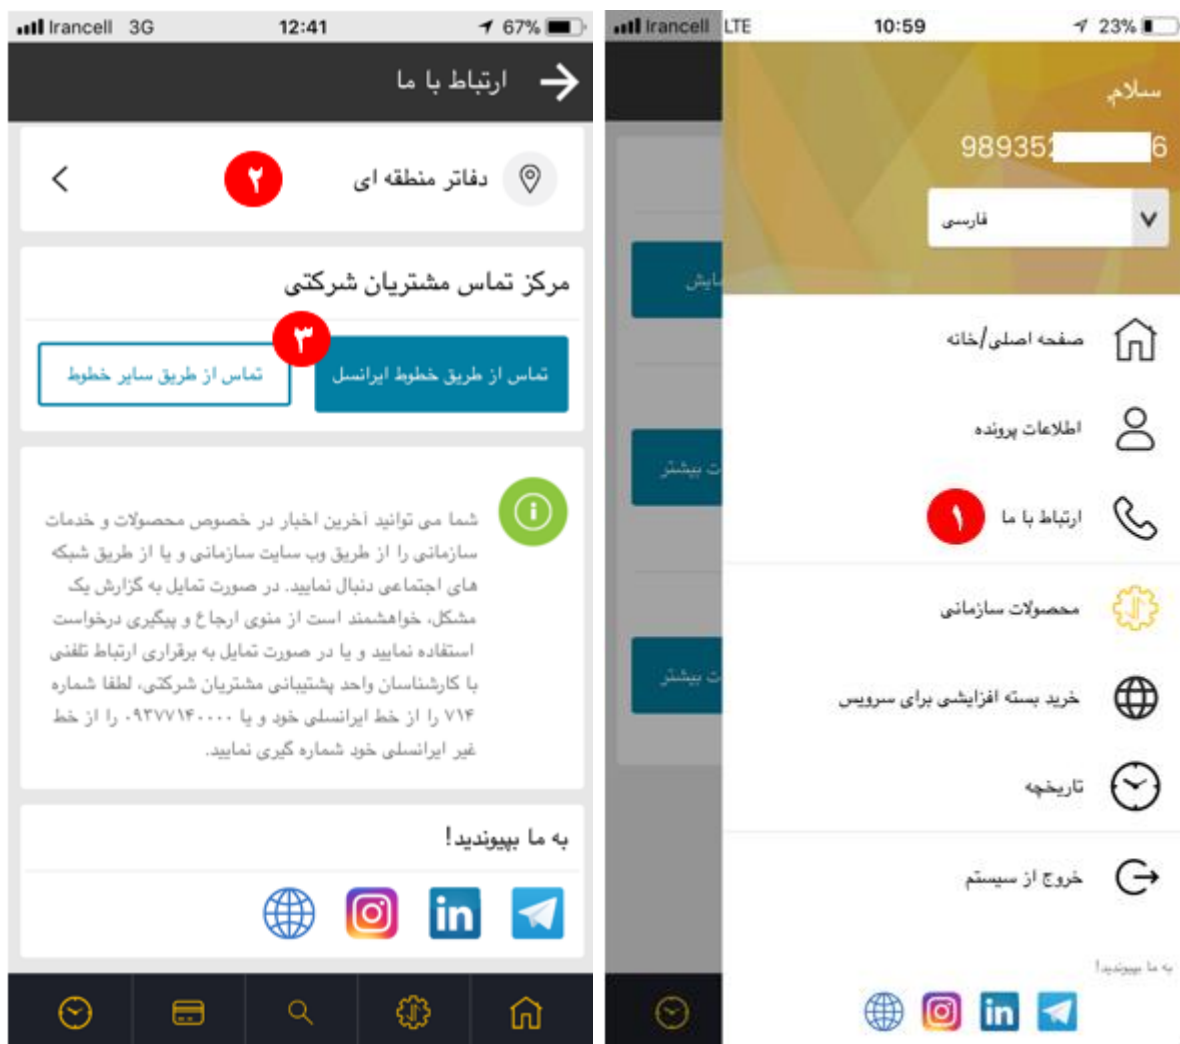 Irancell 3G 12:41 67%
ارتباط با ما
دفاتر منطقه ای
۲
مرکز تماس مشتریان شرکتی
۳
تماس از طریق خطوط ایرانسل
تماس از طریق سایر خطوط
شما می توانید آخرین اخبار در خصوص محصولات و خدمات
سازمانی را از طریق وب سایت سازمانی و یا از طریق شبکه
های اجتماعی دنبال نمایید. در صورت تمایل به گزارش یک
مشکل، خواهشمند است از منوی ارجاع و پیگیری درخواست
استفاده نمایید و یا در صورت تمایل به برقراری ارتباط تلفنی
با کارشناسان واحد پشتیبانی مشتریان شرکتی، لطفا شماره
۷۱۴ را از خط ایرانسلی خود و یا ۰۹۳۷۷۱۴۰۰۰۰ را از خط
غیر ایرانسلی خود شماره گیری نمایید.
به ما بپیوندید!
in
Irancell LTE 10:59 23%
سلام،
989352 6
فارسی
صفحه اصلی/خانه
اطلاعات پرونده
ارتباط با ما
۱
محصولات سازمانی
خرید بسته افزایشی برای سرویس
تاریخچه
خروج از سیستم
به ما بپیوندید!
in
ت بیشتر
ت بیشتر